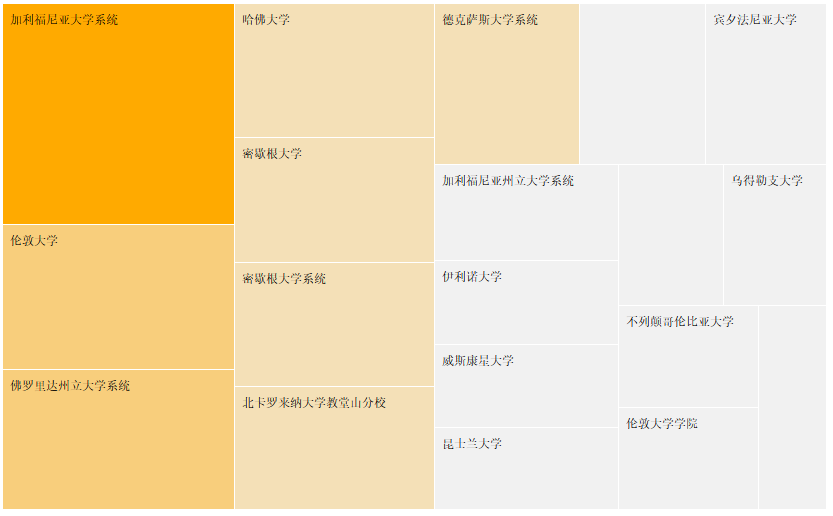 加利福尼亚大学系统
伦敦大学
佛罗里达州立大学系统
哈佛大学
密歇根大学
密歇根大学系统
北卡罗来纳大学教堂山分校
德克萨斯大学系统
宾夕法尼亚大学
加利福尼亚州立大学系统
伊利诺大学
威斯康星大学
昆士兰大学
乌得勒支大学
不列颠哥伦比亚大学
伦敦大学学院